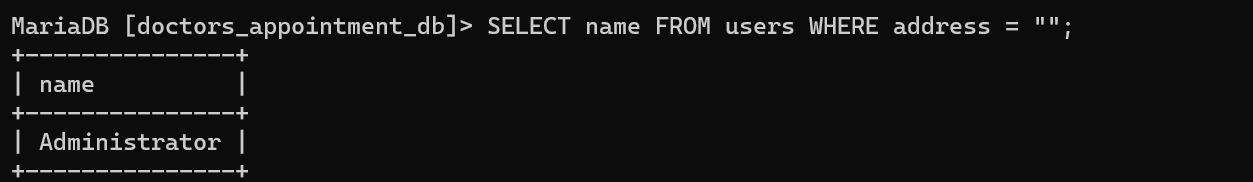 MariaDB [doctors_appointment_db]> SELECT name FROM users WHERE address = "";
+---------------+
| name          |
+---------------+
| Administrator |
+---------------+